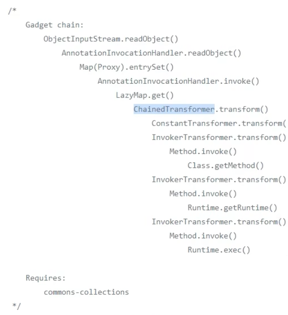 /*
Gadget chain:
ObjectInputStream.readObject()
AnnotationInvocationHandler.readObject()
Map(Proxy).entrySet()
AnnotationInvocationHandler.invoke()
LazyMap.get()
ChainedTransformer.transform()
ConstantTransformer.transform(
InvokerTransformer.transform()
Method.invoke()
Class.getMethod()
InvokerTransformer.transform()
Method.invoke()
Runtime.getRuntime()
InvokerTransformer.transform()
Method.invoke()
Runtime.exec()
Requires:
commons-collections
*/